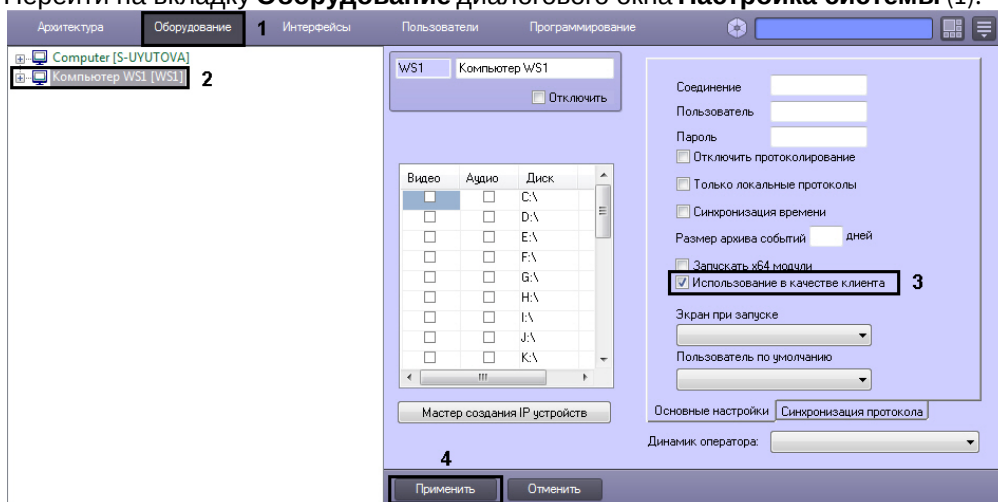 Перейти на вкладку Оборудование диалогового окна Настройка системы (1).
Архитектура Оборудование 1 Интерфейсы Пользователи Программирование
Computer [S-UYUTOVA]
Компьютер WS1 [WS1] 2
WS1 Компьютер WS1
Отключить
Видео Аудио Диск
C:\
D:\
E:\
F:\
G:\
H:\
I:\
J:\
K:\
Мастер создания IP устройств
Соединение
Пользователь
Пароль
Отключить протоколирование
Только локальные протоколы
Синхронизация времени
Размер архива событий дней
Запускать x64 модули
Использование в качестве клиента 3
Экран при запуске
Пользователь по умолчанию
Основные настройки Синхронизация протокола
Динамик оператора:
4
Применить Отменить